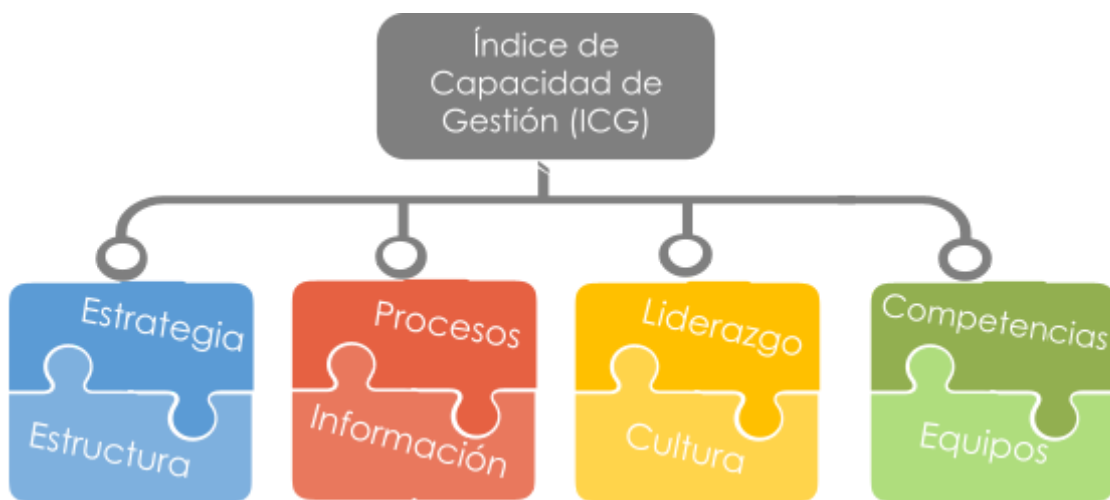 Índice de
Capacidad de
Gestión (ICG)
Estrategia
Estructura
Procesos
Información
Liderazgo
Cultura
Competencias
Equipos